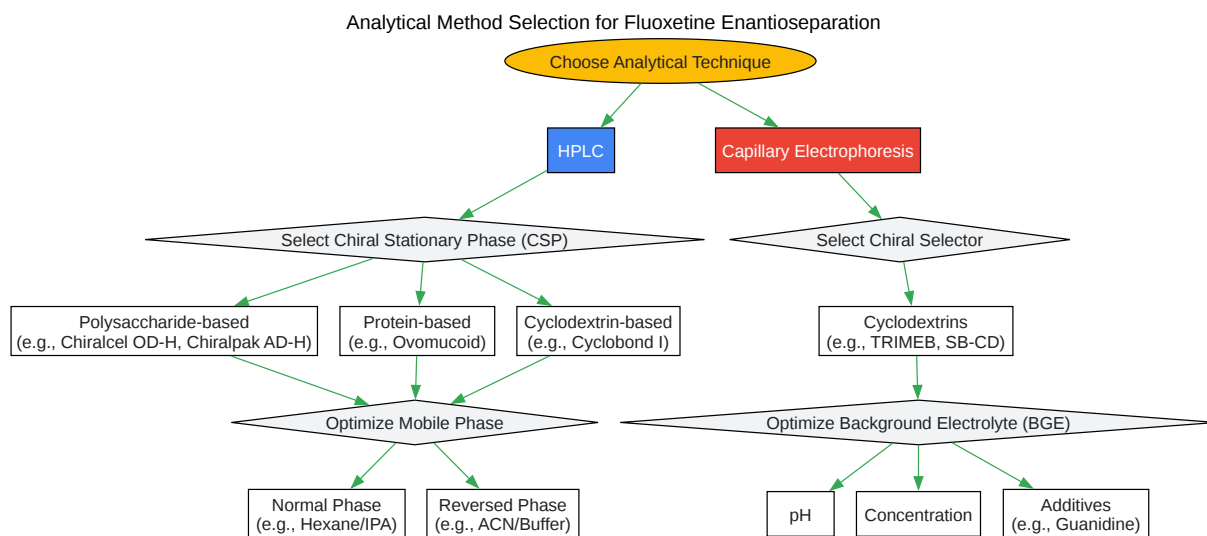 Analytical Method Selection for Fluoxetine Enantioseparation
Choose Analytical Technique
HPLC
Capillary Electrophoresis
Select Chiral Stationary Phase (CSP)
Select Chiral Selector
Polysaccharide-based
(e.g., Chiralcel OD-H, Chiralpak AD-H)
Protein-based
(e.g., Ovomucoid)
Cyclodextrin-based
(e.g., Cyclobond I)
Cyclodextrins
(e.g., TRIMEB, SB-CD)
Optimize Mobile Phase
Optimize Background Electrolyte (BGE)
Normal Phase
(e.g., Hexane/IPA)
Reversed Phase
(e.g., ACN/Buffer)
pH
Concentration
Additives
(e.g., Guanidine)